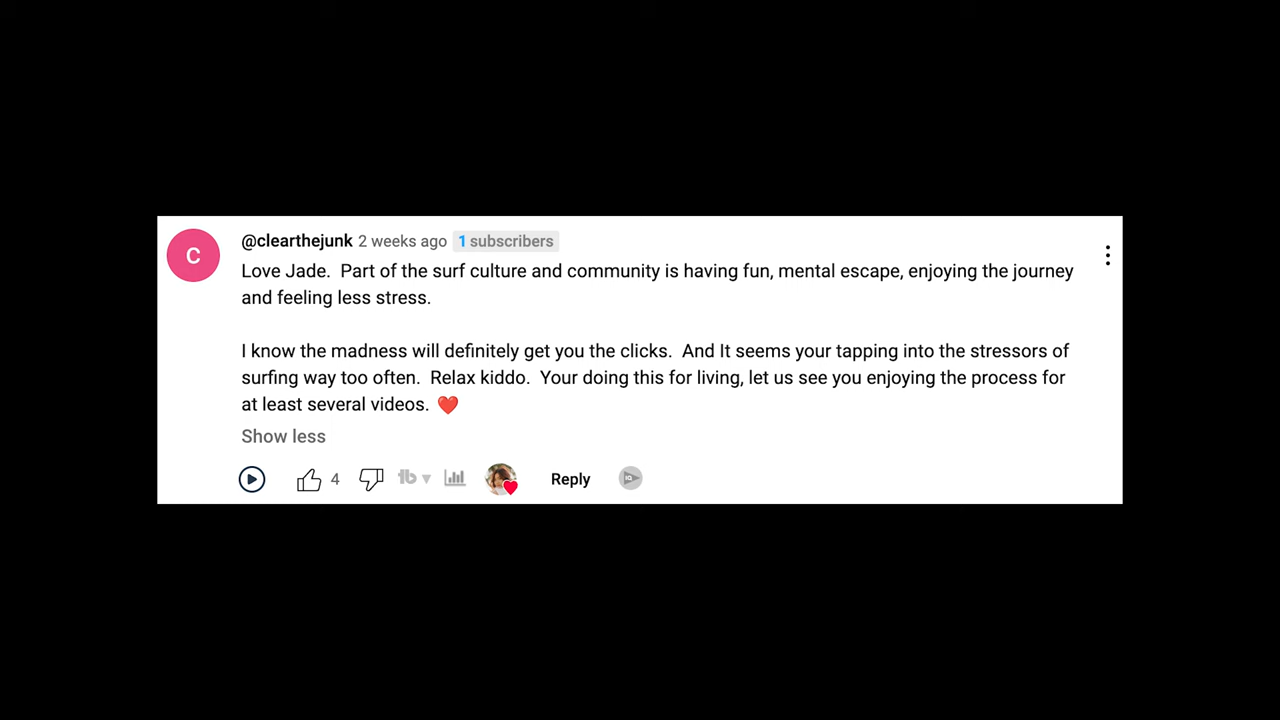 C
@clearthejunk 2 weeks ago 1 subscribers
Love Jade.  Part of the surf culture and community is having fun, mental escape, enjoying the journey
and feeling less stress.
I know the madness will definitely get you the clicks.  And It seems your tapping into the stressors of
surfing way too often.  Relax kiddo.  Your doing this for living, let us see you enjoying the process for
at least several videos. ❤️
Show less
4 tb Reply IQ